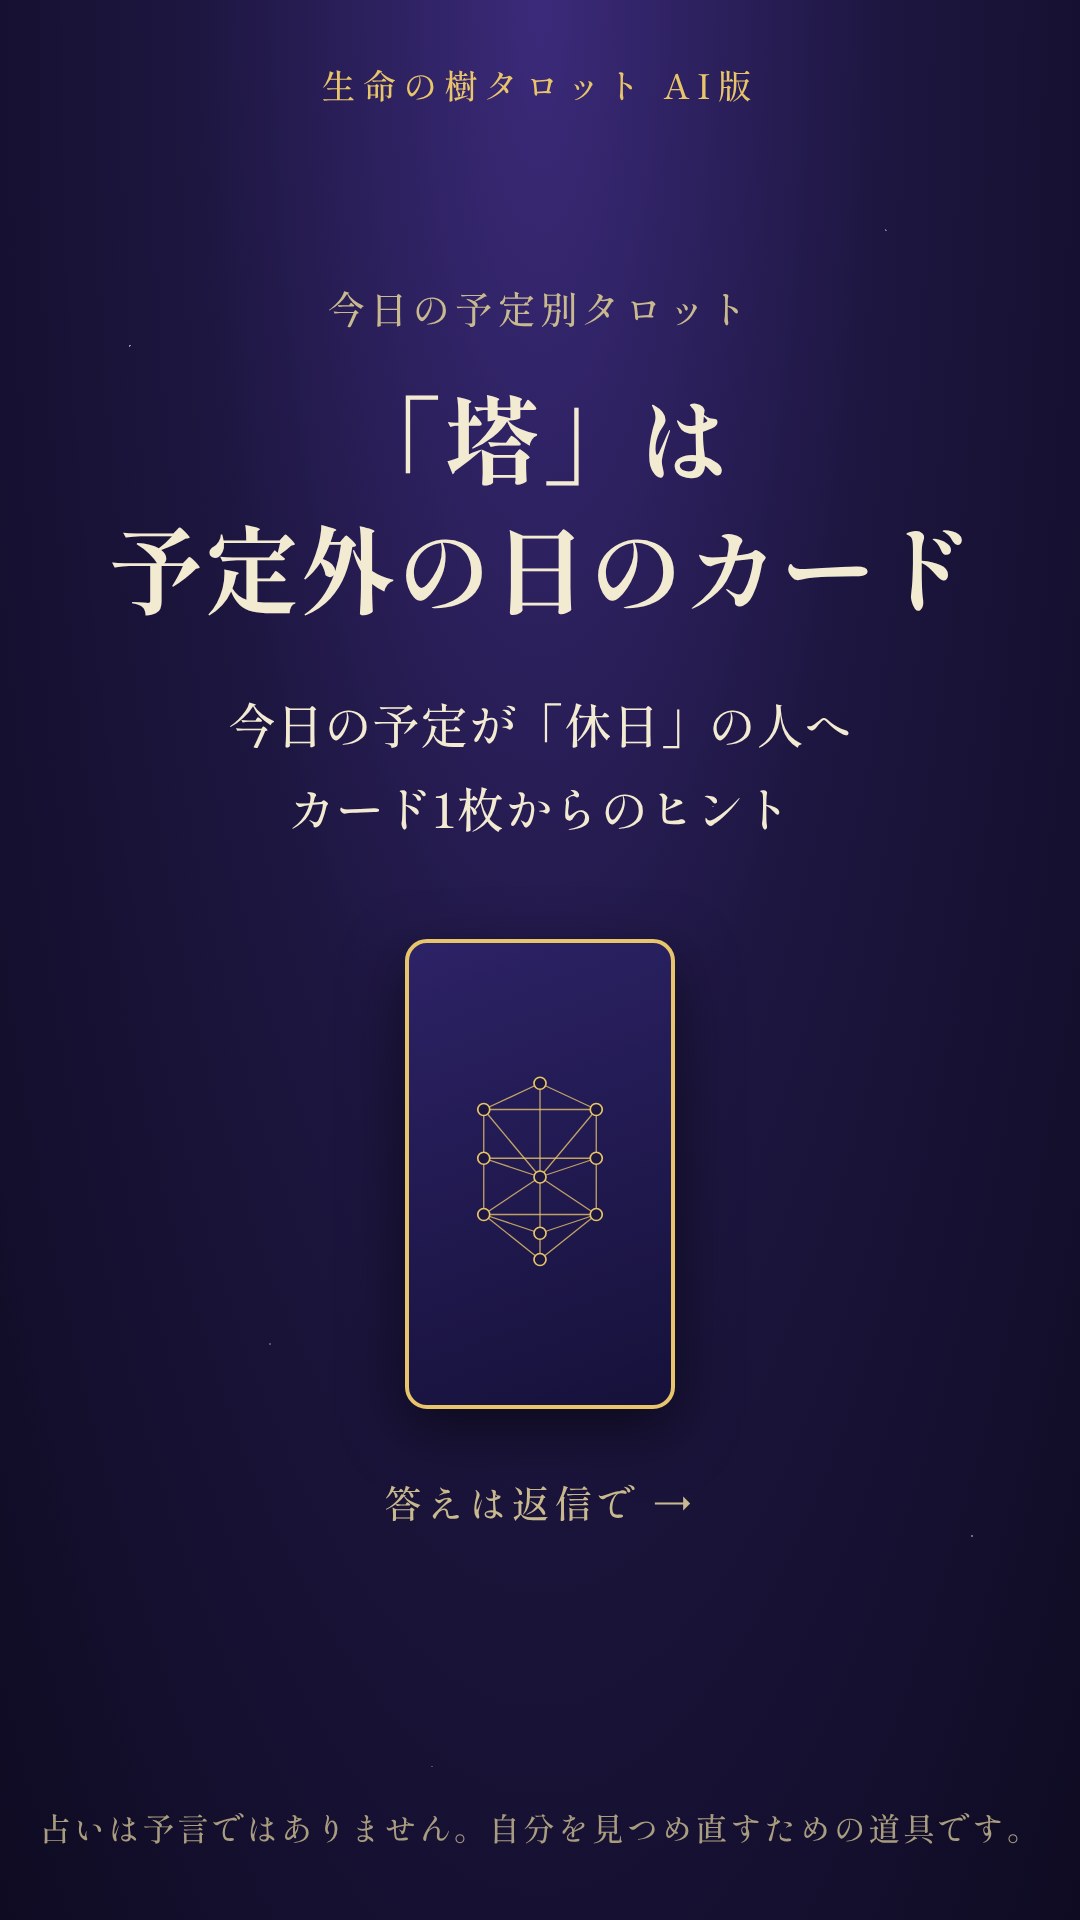 生命の樹タロット AI版
今日の予定別タロット
「塔」は
予定外の日のカード
今日の予定が「休日」の人へ
カード1枚からのヒント
答えは返信で →
占いは予言ではありません。自分を見つめ直すための道具です。